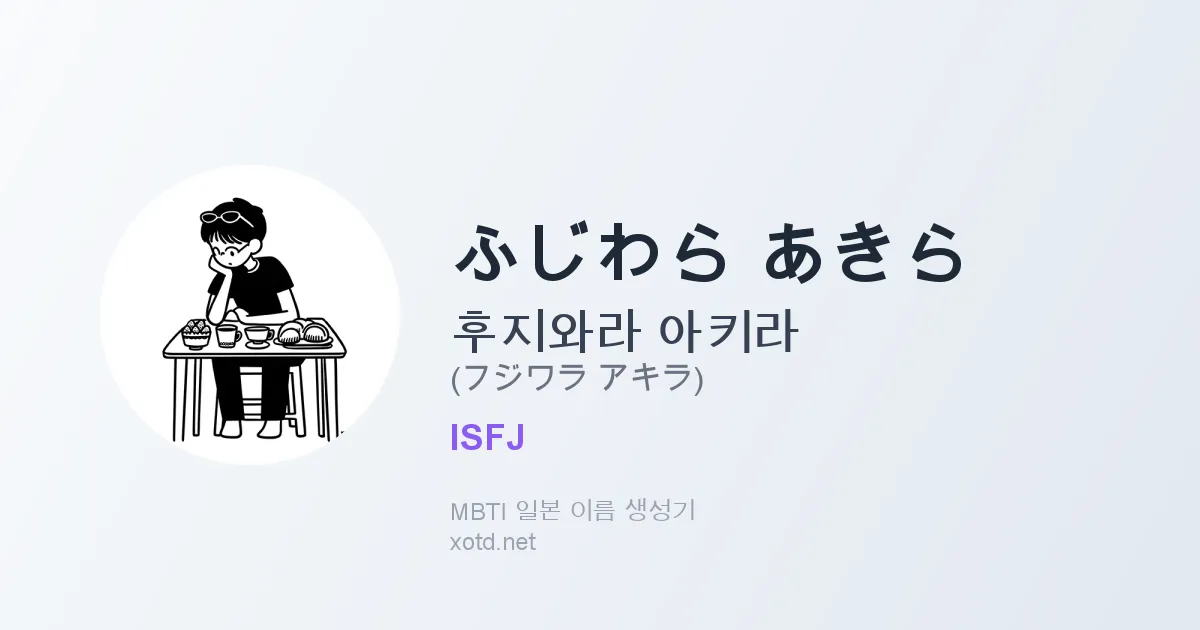 ふじわら あきら
후지와라 아키라
(フジワラ アキラ)
ISFJ
MBTI 일본 이름 생성기
xotd.net